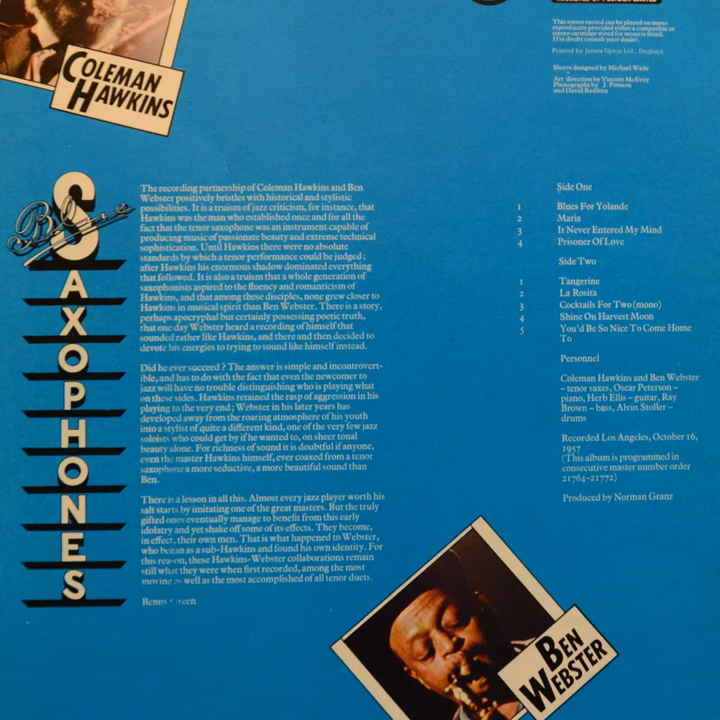 COLEMAN
HAWKINS
This stereo record can be played on mono
reproducers provided either a compatible or
stereo cartridge wired for mono is fitted.
If in doubt consult your dealer.
Printed by James Upton Ltd., England.
Sleeve designed by Michael Wade
Art direction by Vincent McEvoy
Photographs by J. Persson
and David Redfern
Blue
SAXOPHONES
The recording partnership of Coleman Hawkins and Ben
Webster positively bristles with historical and stylistic
possibilities. It is a truism of jazz criticism, for instance, that
Hawkins was the man who established once and for all the
fact that the tenor saxophone was an instrument capable of
producing music of passionate beauty and extreme technical
sophistication. Until Hawkins there were no absolute
standards by which a tenor performance could be judged;
after Hawkins his enormous shadow dominated everything
that followed. It is also a truism that a whole generation of
saxophonists aspired to the fluency and romanticism of
Hawkins, and that among these disciples, none grew closer to
Hawkins in musical spirit than Ben Webster. There is a story,
perhaps apocryphal but certainly possessing poetic truth,
that one day Webster heard a recording of himself that
sounded rather like Hawkins, and there and then decided to
devote his energies to trying to sound like himself instead.
Did he ever succeed? The answer is simple and incontrovert-
ible, and has to do with the fact that even the newcomer to
jazz will have no trouble distinguishing who is playing what
on these sides. Hawkins retained the rasp of aggression in his
playing to the very end; Webster in his later years has
developed away from the roaring atmosphere of his youth
into a stylist of quite a different kind, one of the very few jazz
soloists who could get by if he wanted to, on sheer tonal
beauty alone. For richness of sound it is doubtful if anyone,
even the master Hawkins himself, ever coaxed from a tenor
saxophone a more seductive, a more beautiful sound than
Ben.
There is a lesson in all this. Almost every jazz player worth his
salt starts by imitating one of the great masters. But the truly
gifted ones eventually manage to benefit from this early
idolatry and yet shake off some of its effects. They become,
in effect, their own men. That is what happened to Webster,
who began as a sub-Hawkins and found his own identity. For
this reason, these Hawkins-Webster collaborations remain
still what they were when first recorded, among the most
moving as well as the most accomplished of all tenor duets.
Benny Green
Side One
1 Blues For Yolande
2 Maria
3 It Never Entered My Mind
4 Prisoner Of Love
Side Two
1 Tangerine
2 La Rosita
3 Cocktails For Two (mono)
4 Shine On Harvest Moon
5 You'd Be So Nice To Come Home
To
Personnel
Coleman Hawkins and Ben Webster
– tenor saxes, Oscar Peterson –
piano, Herb Ellis – guitar, Ray
Brown – bass, Alvin Stoller –
drums
Recorded Los Angeles, October 16,
1957
(This album is programmed in
consecutive master number order
21764–21772)
Produced by Norman Granz
BEN
WEBSTER